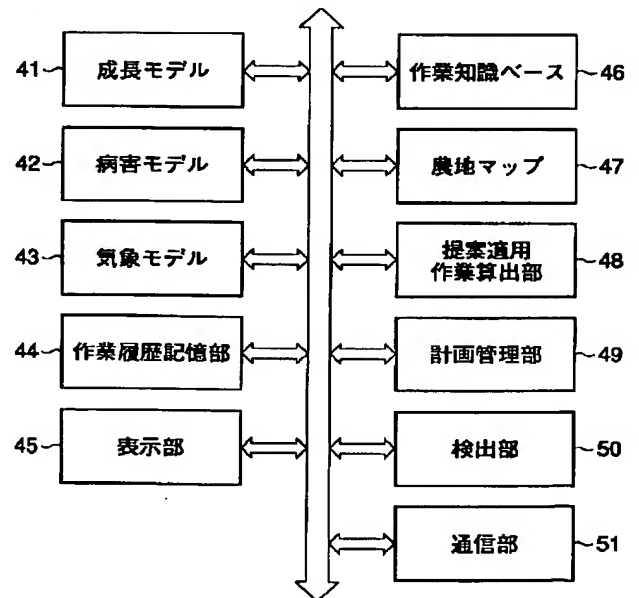 41
成長モデル
42
病害モデル
43
気象モデル
44
作業履歴記憶部
45
表示部
作業知識ベース
46
農地マップ
47
提案適用
作業算出部
48
計画管理部
49
検出部
50
通信部
51